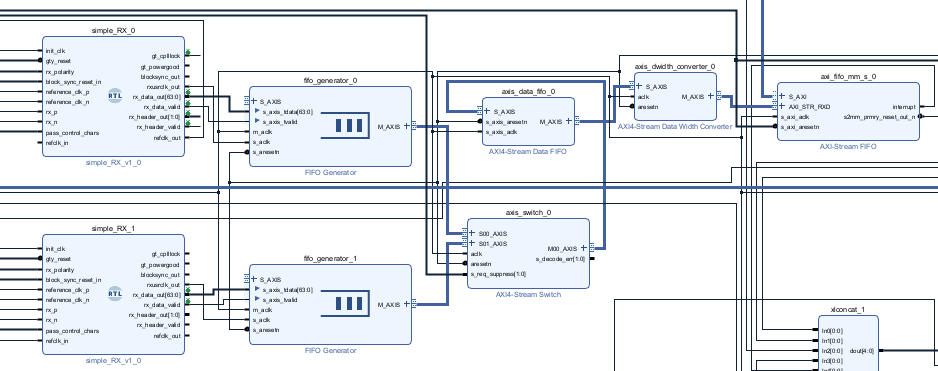 simple_RX_0
init_clk
gty_reset
rx_polarity
block_sync_reset_in
reference_clk_p
reference_clk_n
rx_p
rx_n
pass_control_chars
refclk_in
RTL
gt_cplllock
gt_powergood
blocksync_out
rxusrclk_out
rx_data_out[63:0]
rx_data_valid
rx_header_out[1:0]
rx_header_valid
refclk_out
simple_RX_v1_0
fifo_generator_0
S_AXIS
s_axis_tdata[63:0]
s_axis_tvalid
m_aclk
s_aclk
s_aresetn
M_AXIS
FIFO Generator
axis_data_fifo_0
S_AXIS
s_axis_aresetn
s_axis_aclk
M_AXIS
AXI4-Stream Data FIFO
axis_dwidth_converter_0
S_AXIS
aclk
aresetn
M_AXIS
AXI4-Stream Data Width Converter
axi_fifo_mm_s_0
S_AXI
AXI_STR_RXD
s_axi_aclk
s_axi_aresetn
interrupt
s2mm_prmry_reset_out_n
AXI-Stream FIFO
simple_RX_1
init_clk
gty_reset
rx_polarity
block_sync_reset_in
reference_clk_p
reference_clk_n
rx_p
rx_n
pass_control_chars
refclk_in
RTL
gt_cplllock
gt_powergood
blocksync_out
rxusrclk_out
rx_data_out[63:0]
rx_data_valid
rx_header_out[1:0]
rx_header_valid
refclk_out
simple_RX_v1_0
fifo_generator_1
S_AXIS
s_axis_tdata[63:0]
s_axis_tvalid
m_aclk
s_aclk
s_aresetn
M_AXIS
FIFO Generator
axis_switch_0
S00_AXIS
S01_AXIS
aclk
aresetn
s_req_suppress[1:0]
M00_AXIS
s_decode_err[1:0]
AXI4-Stream Switch
xlconcat_1
In0[0:0]
In1[0:0]
In2[0:0]
In3[0:0]
dout[4:0]